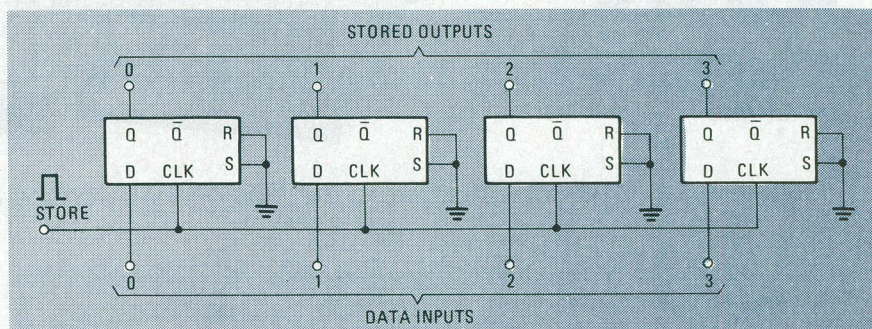 STORED OUTPUTS
0 1 2 3
Q Q̅ R Q Q̅ R Q Q̅ R Q Q̅ R
D CLK S D CLK S D CLK S D CLK S
STORE
0 1 2 3
DATA INPUTS